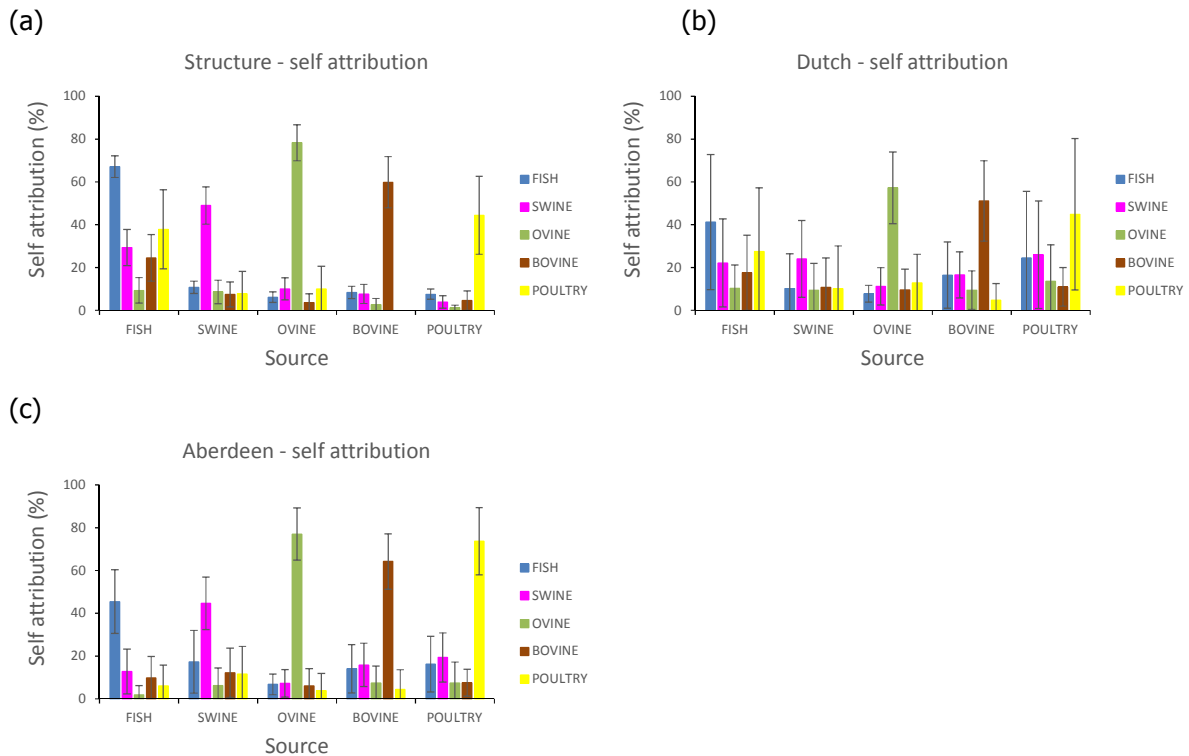 (a)
Structure - self attribution
Self attribution (%)
100
80
60
40
20
0
FISH SWINE OVINE BOVINE POULTRY
Source
FISH
SWINE
OVINE
BOVINE
POULTRY
(b)
Dutch - self attribution
Self attribution (%)
100
80
60
40
20
0
FISH SWINE OVINE BOVINE POULTRY
Source
FISH
SWINE
OVINE
BOVINE
POULTRY
(c)
Aberdeen - self attribution
Self attribution (%)
100
80
60
40
20
0
FISH SWINE OVINE BOVINE POULTRY
Source
FISH
SWINE
OVINE
BOVINE
POULTRY